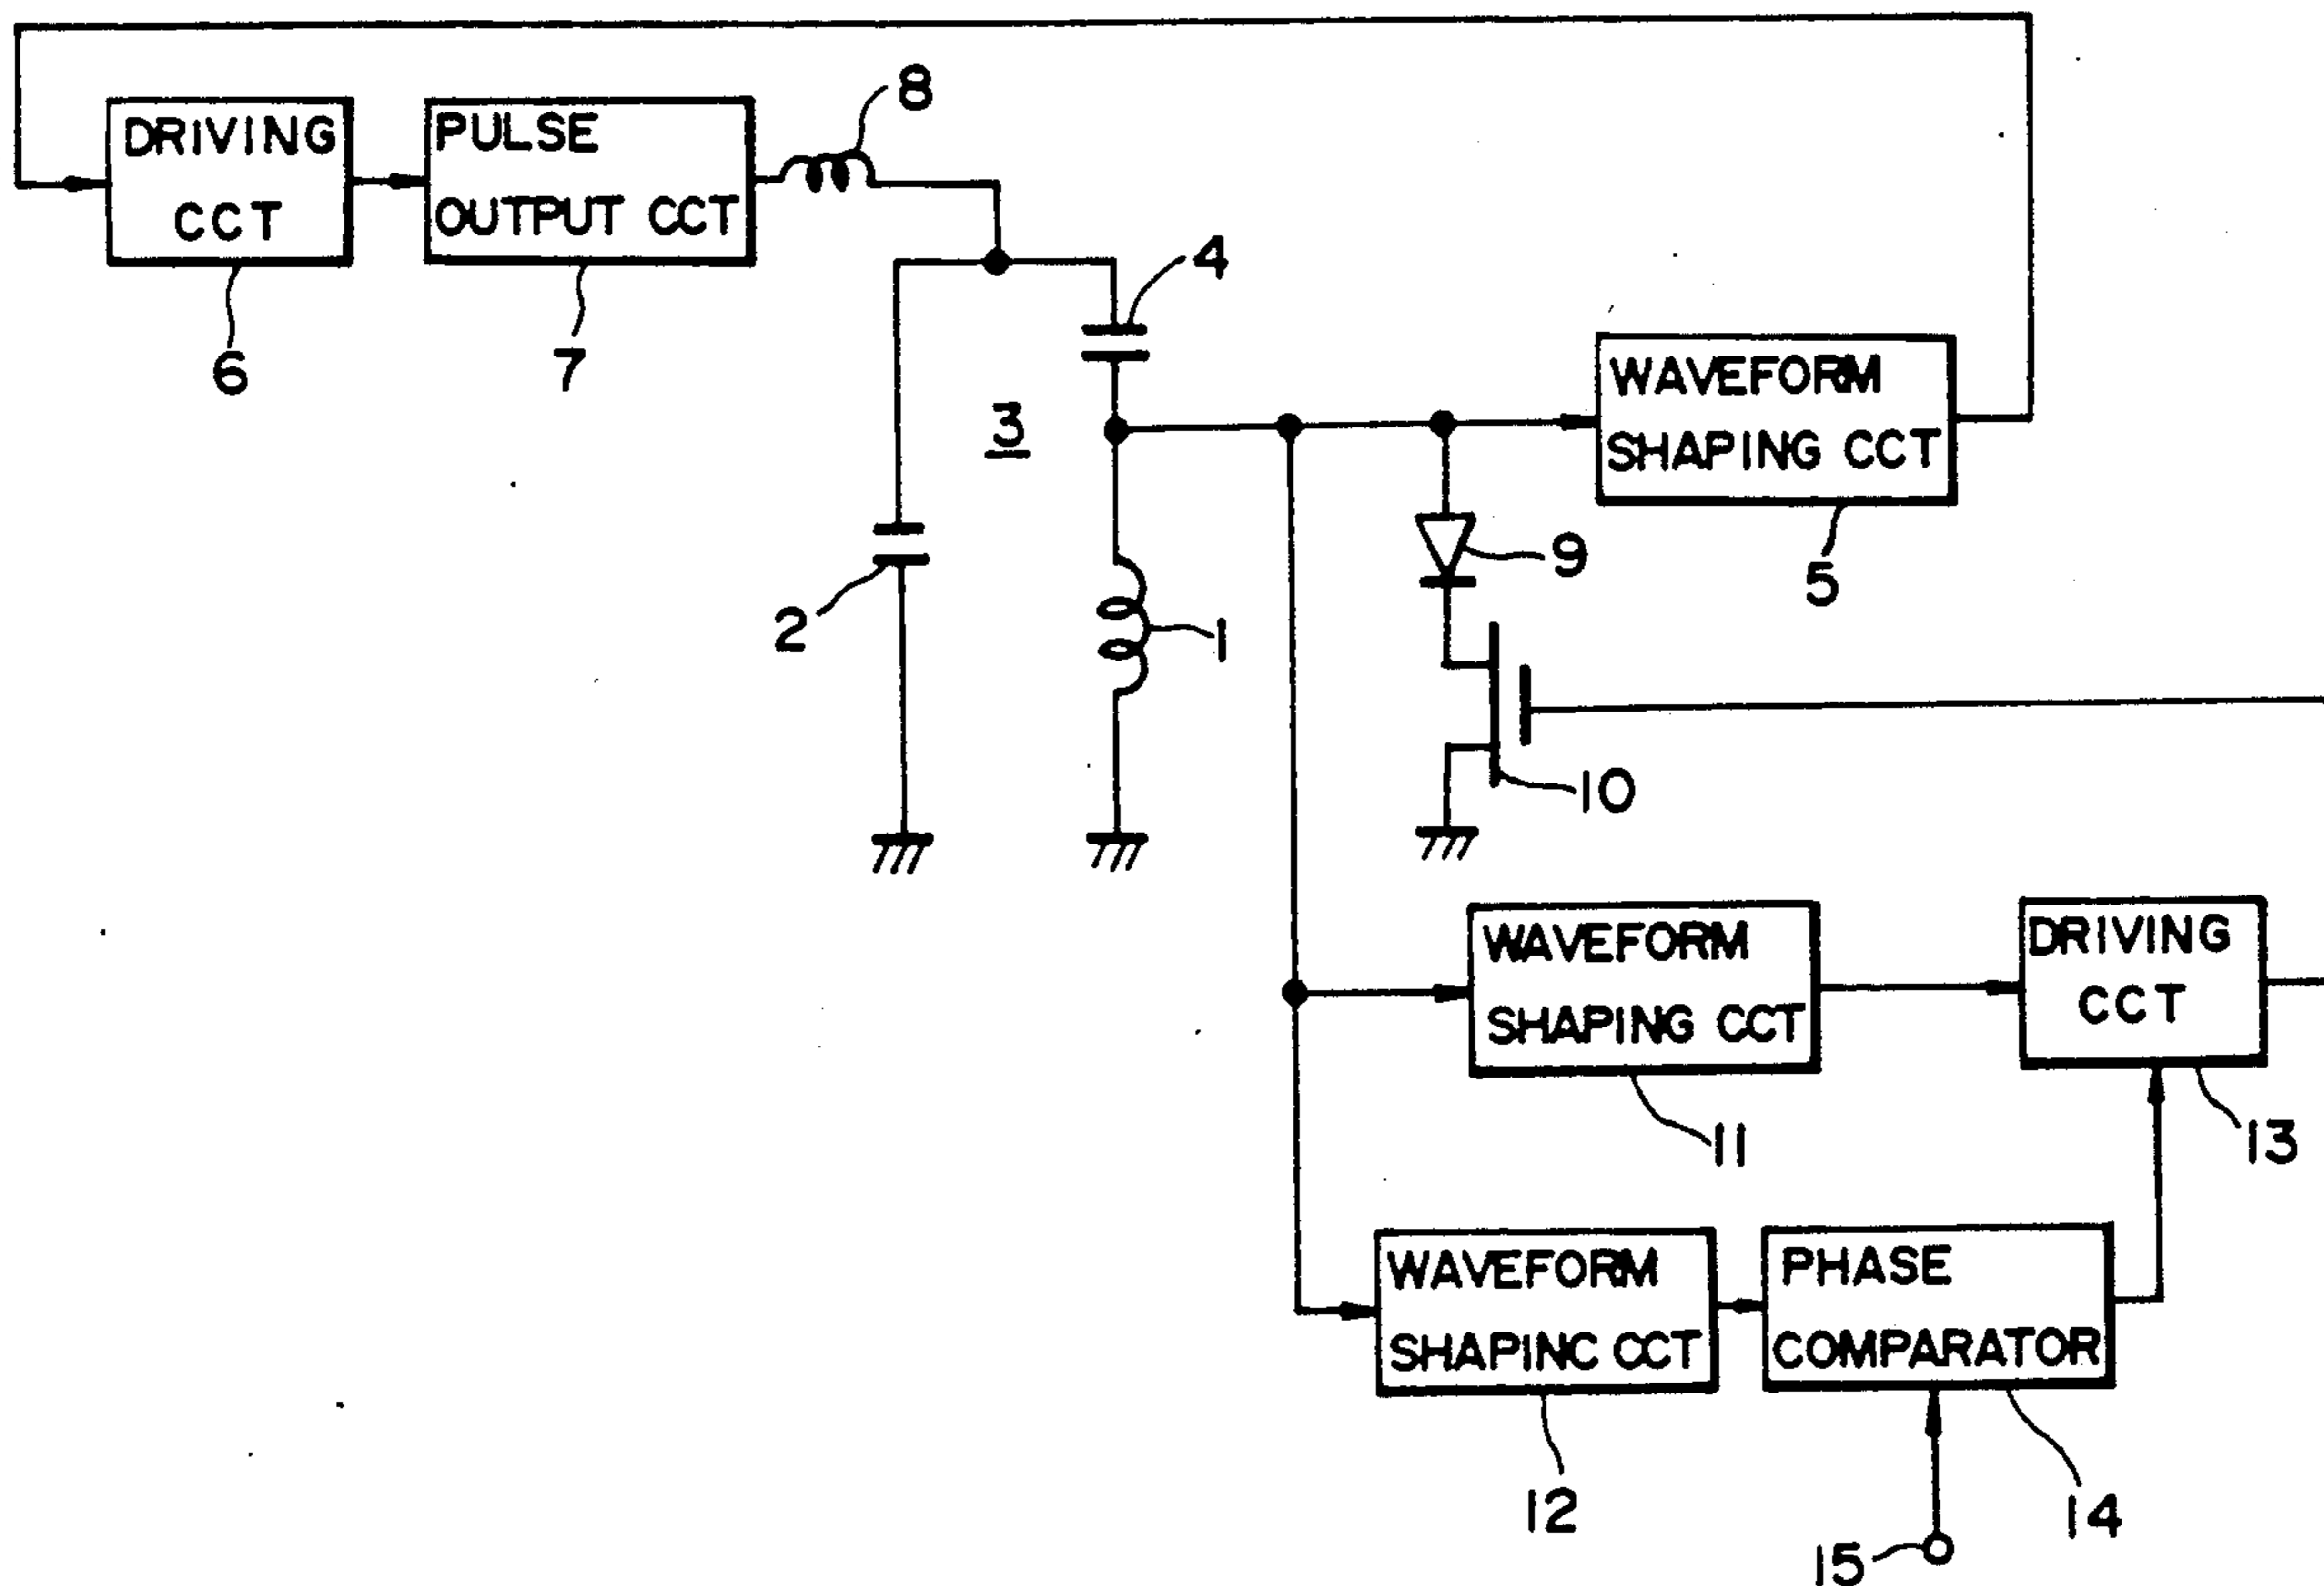 8
DRIVING
CCT
PULSE
OUTPUT CCT
6
7
4
3
WAVEFORM
SHAPING CCT
5
2
1
9
10
WAVEFORM
SHAPING CCT
11
DRIVING
CCT
13
WAVEFORM
SHAPINC CCT
12
PHASE
COMPARATOR
14
15